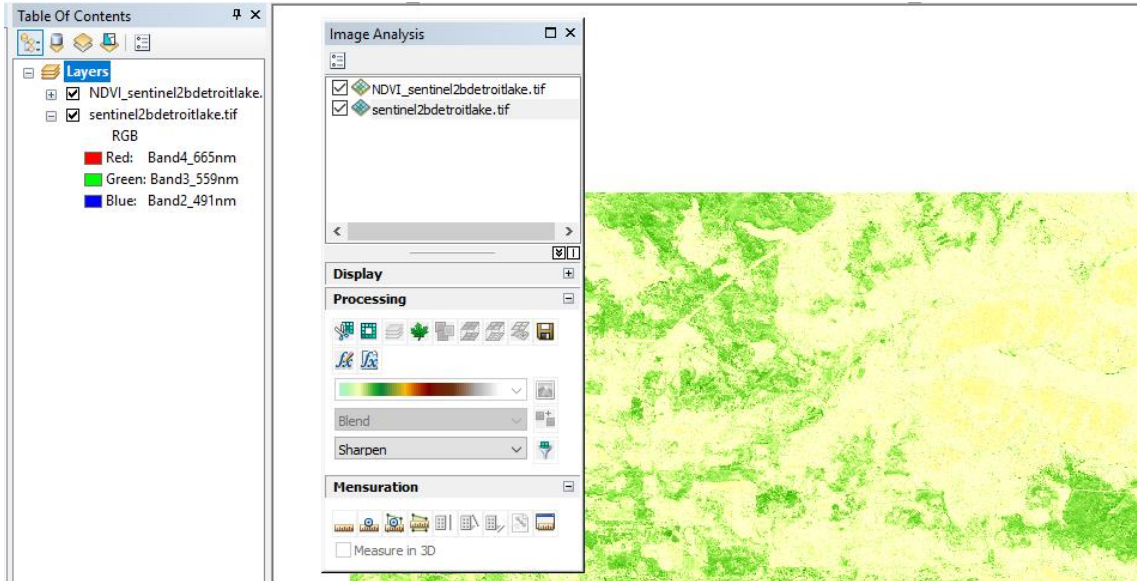 Table Of Contents
Layers
NDVI_sentinel2bdetroitlake.
sentinel2bdetroitlake.tif
RGB
Red: Band4_665nm
Green: Band3_559nm
Blue: Band2_491nm
Image Analysis
NDVI_sentinel2bdetroitlake.tif
sentinel2bdetroitlake.tif
Display
Processing
Blend
Sharpen
Mensuration
Measure in 3D